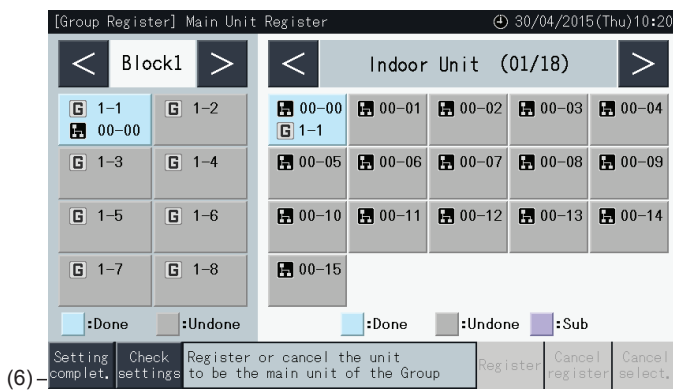 [Group Register] Main Unit Register 30/04/2015(Thu)10:20
< Block1 > < Indoor Unit (01/18) >
G 1-1 G 1-2 00-00 00-01 00-02 00-03 00-04
00-00 G 1-1
G 1-3 G 1-4 00-05 00-06 00-07 00-08 00-09
G 1-5 G 1-6 00-10 00-11 00-12 00-13 00-14
G 1-7 G 1-8 00-15
:Done :Undone :Done :Undone :Sub
Setting Check Register or cancel the unit Register Cancel Cancel
(6) complet. settings to be the main unit of the Group register select.